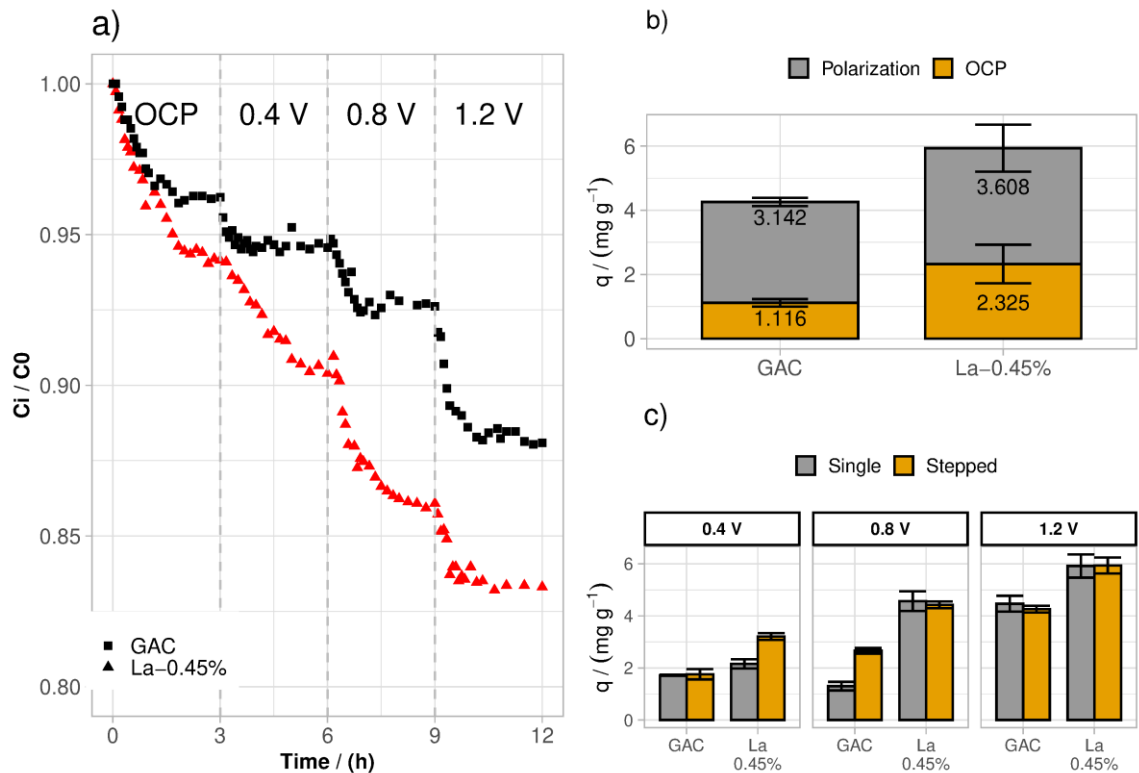 a)
OCP 0.4 V 0.8 V 1.2 V
1.00
0.95
0.90
0.85
0.80
Ci / C0
GAC
La−0.45%
0 3 6 9 12
Time / (h)
b)
Polarization OCP
6
4
2
0
q / (mg g⁻¹)
3.142
1.116
3.608
2.325
GAC La−0.45%
c)
Single Stepped
0.4 V 0.8 V 1.2 V
6
4
2
0
q / (mg g⁻¹)
GAC La GAC La GAC La
0.45% 0.45% 0.45%